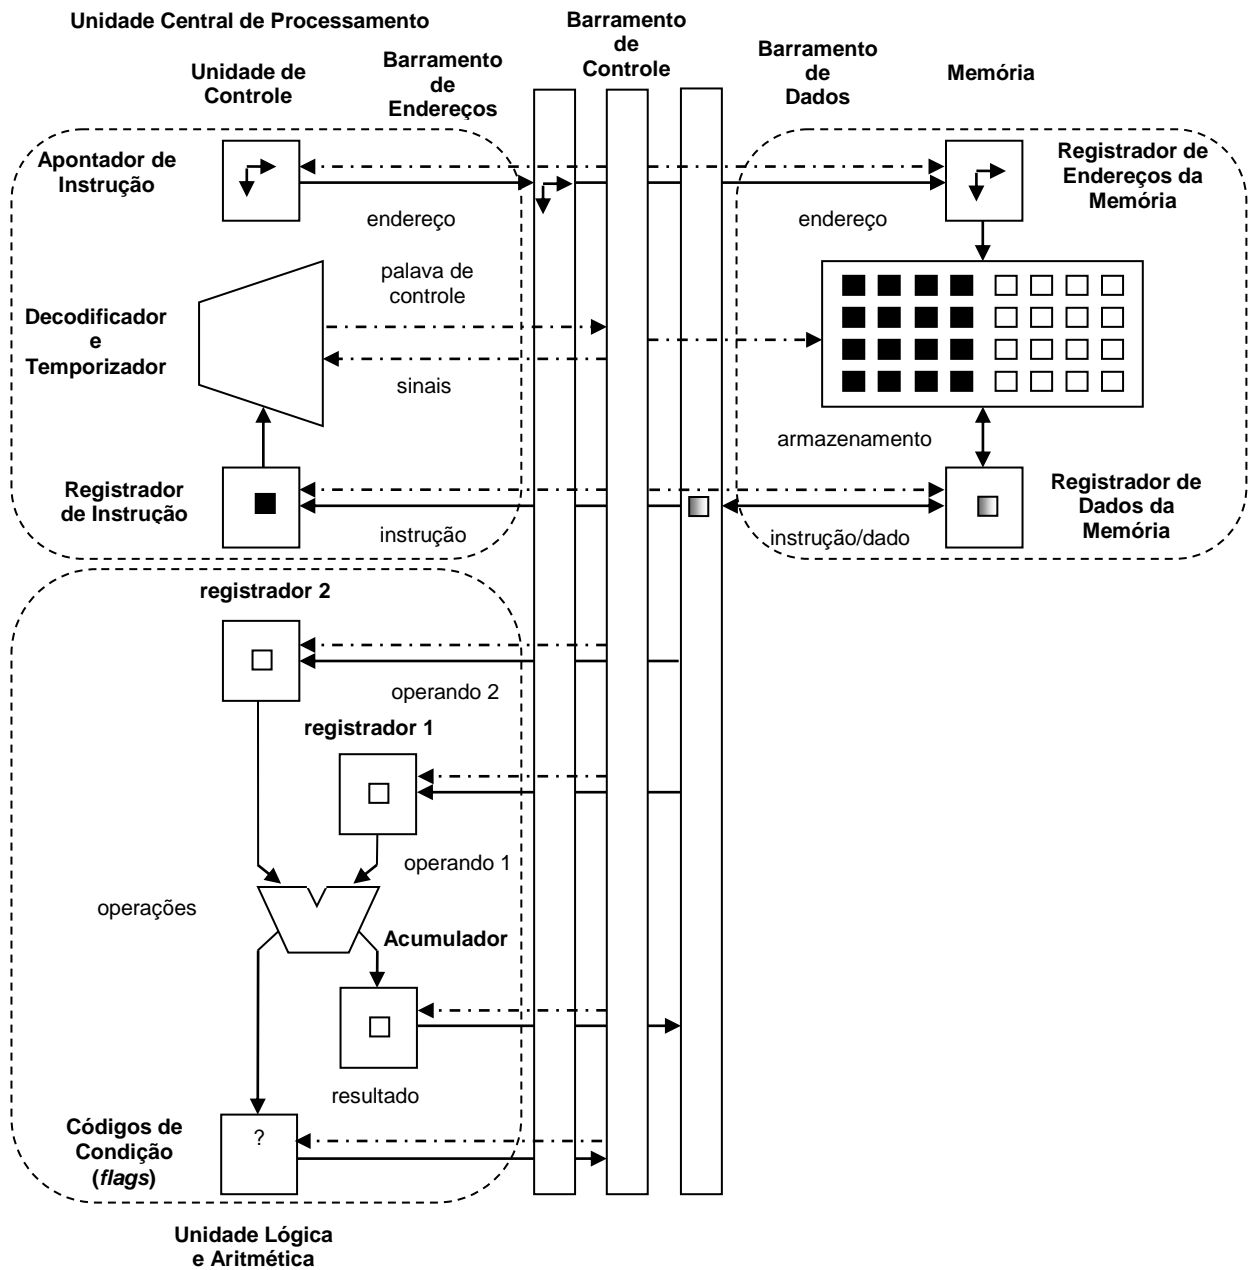 Unidade Central de Processamento
Barramento
de
Controle
Unidade de
Controle
Barramento
de
Endereços
Barramento
de
Dados
Memória
Apontador de
Instrução
Registrador de
Endereços da
Memória
endereço
endereço
palava de
controle
Decodificador
e
Temporizador
sinais
armazenamento
Registrador
de Instrução
Registrador de
Dados da
Memória
instrução
instrução/dado
registrador 2
operando 2
registrador 1
operando 1
operações
Acumulador
resultado
Códigos de
Condição
(flags)
?
Unidade Lógica
e Aritmética